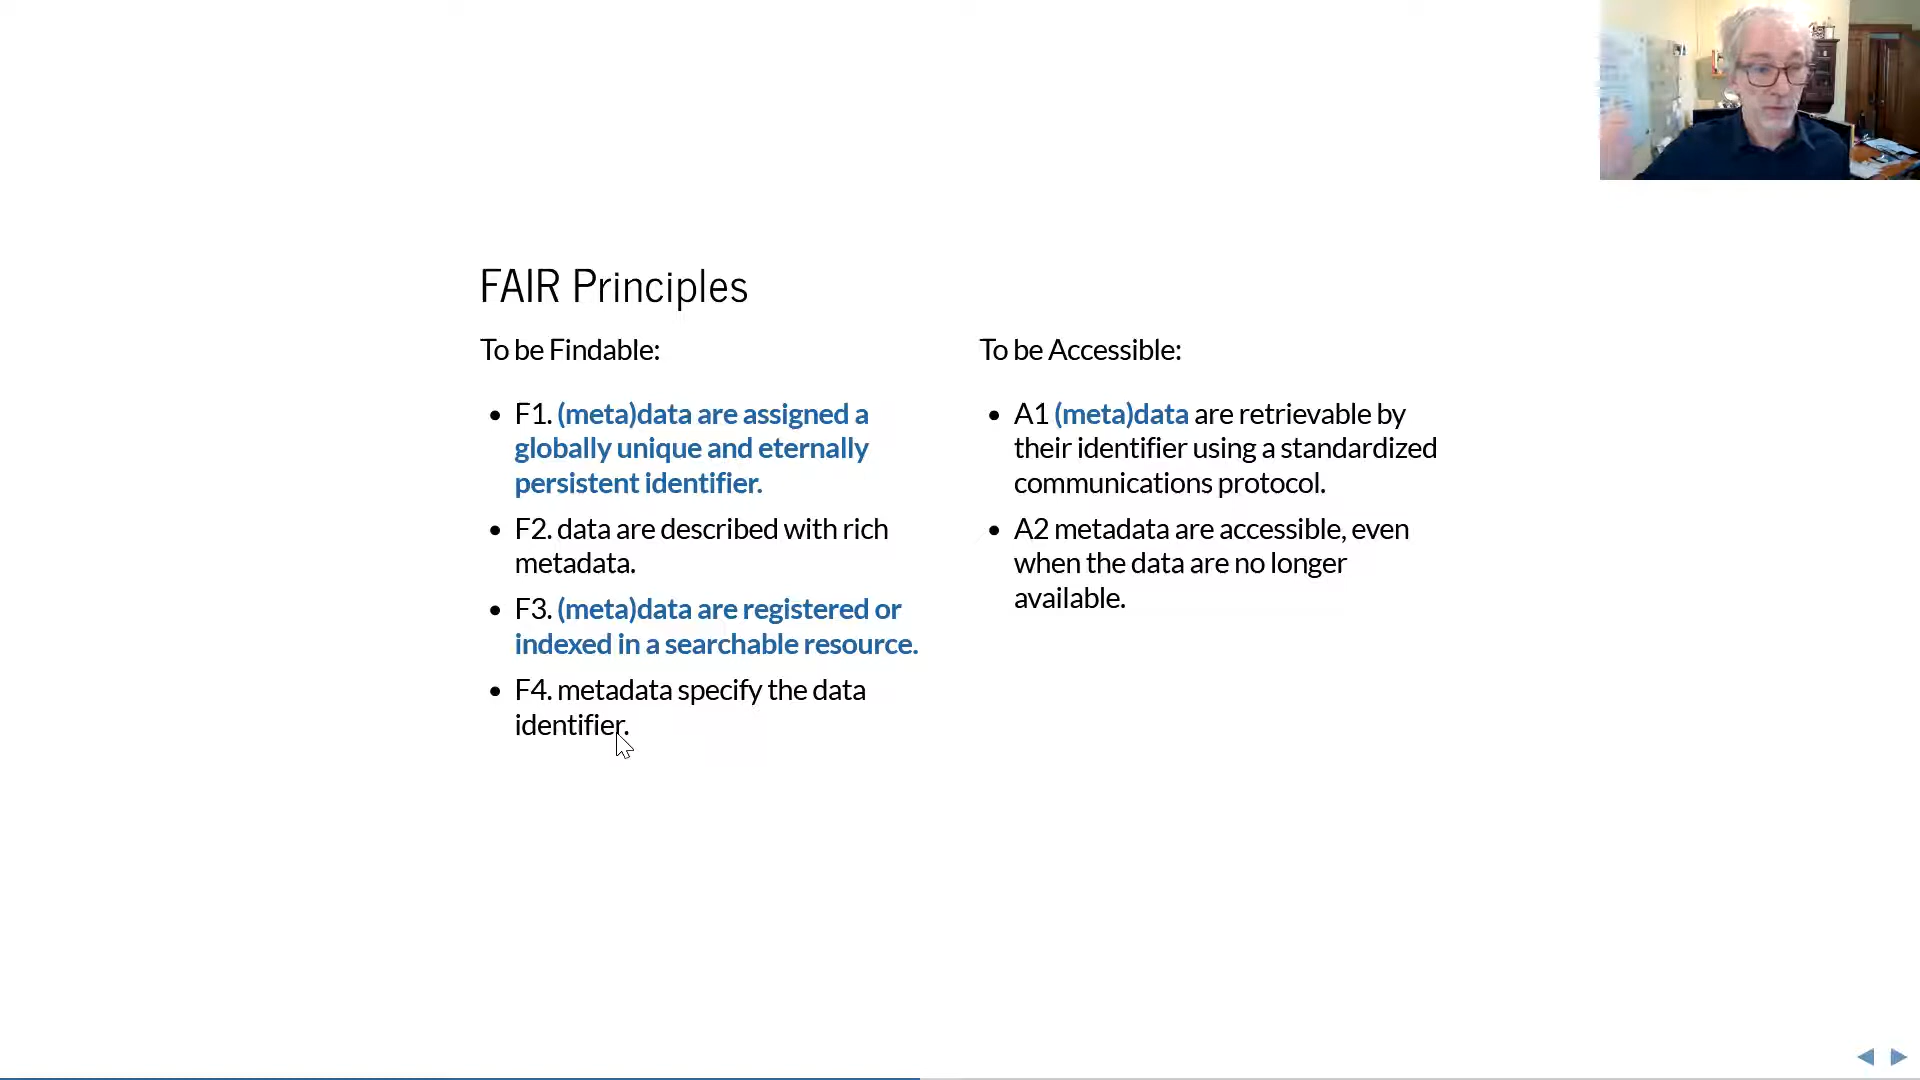 FAIR Principles
To be Findable:
F1. (meta)data are assigned a
globally unique and eternally
persistent identifier.
F2. data are described with rich
metadata.
F3. (meta)data are registered or
indexed in a searchable resource.
F4. metadata specify the data
identifier.
To be Accessible:
A1 (meta)data are retrievable by
their identifier using a standardized
communications protocol.
A2 metadata are accessible, even
when the data are no longer
available.